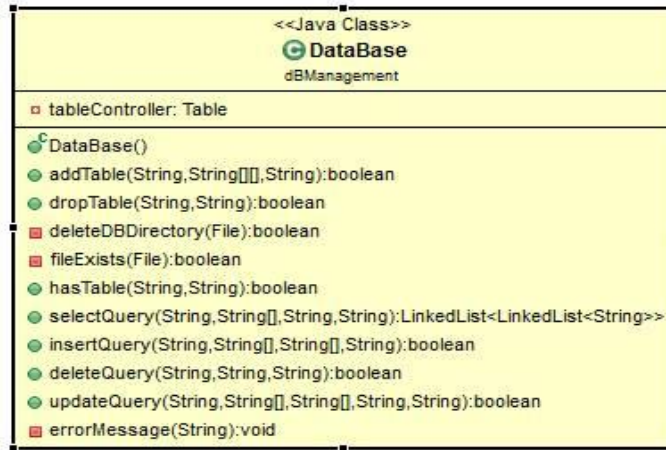 <<Java Class>>
DataBase
dBManagement
tableController: Table
DataBase()
addTable(String,String[][],String):boolean
dropTable(String,String):boolean
deleteDBDirectory(File):boolean
fileExists(File):boolean
hasTable(String,String):boolean
selectQuery(String,String[],String,String):LinkedList<LinkedList<String>>
insertQuery(String,String[],String[],String):boolean
deleteQuery(String,String,String):boolean
updateQuery(String,String[],String[],String,String):boolean
errorMessage(String):void